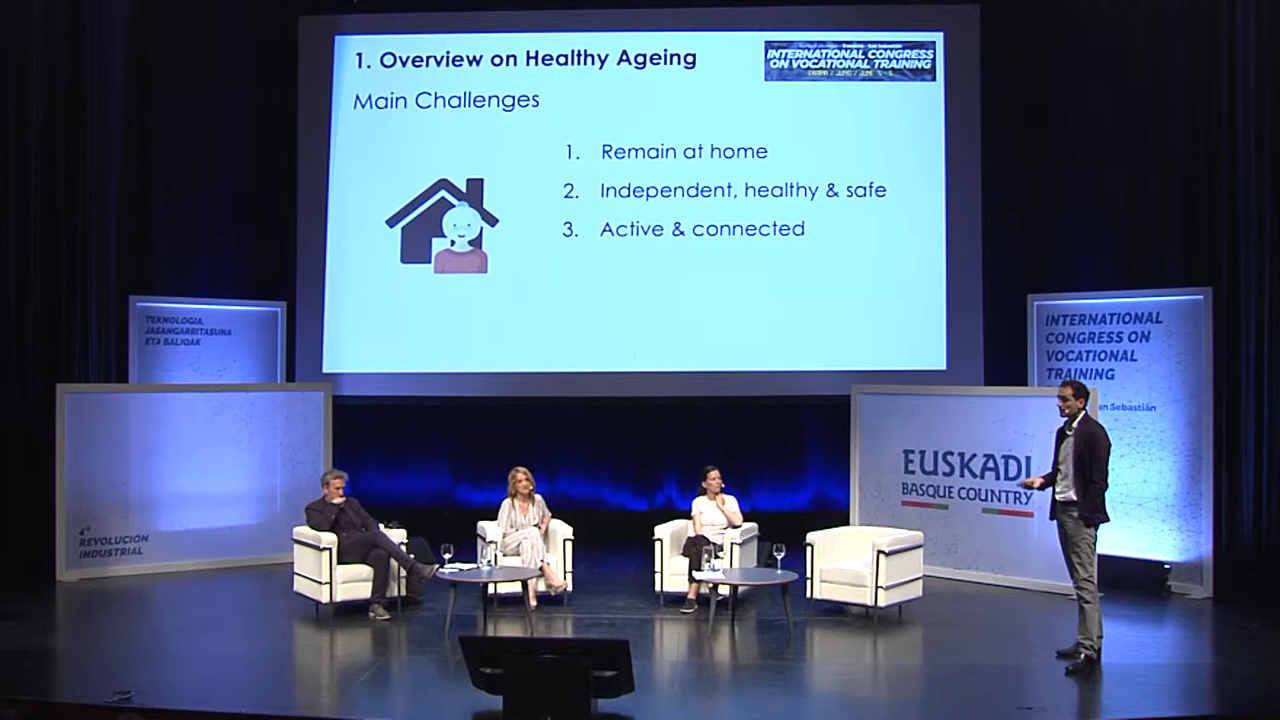 1. Overview on Healthy Ageing
INTERNATIONAL CONGRESS
ON VOCATIONAL TRAINING
Main Challenges
1. Remain at home
2. Independent, healthy & safe
3. Active & connected
TEKNOLOGIA,
JASANGARRITASUNA
ETA BALIOAK
INTERNATIONAL
CONGRESS ON
VOCATIONAL
TRAINING
an Sebastián
EUSKADI
BASQUE COUNTRY
4ª
REVOLUCIÓN
INDUSTRIAL